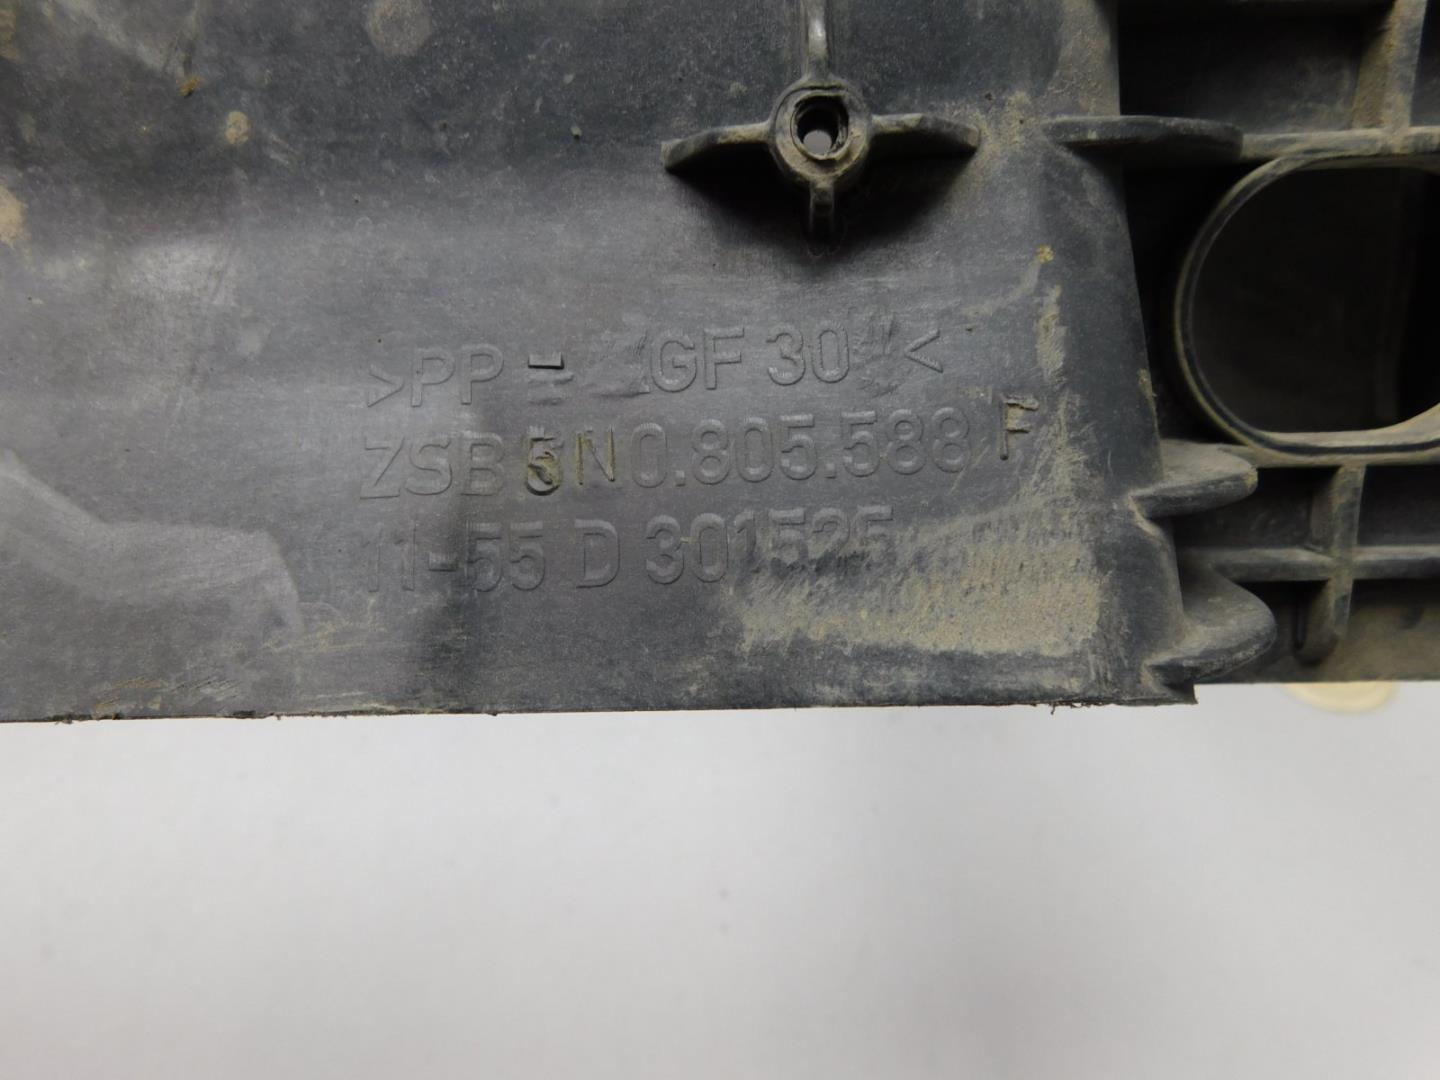 >PP - GF 30 <
ZSB 5N0.805.588 F
11-55 D 301525